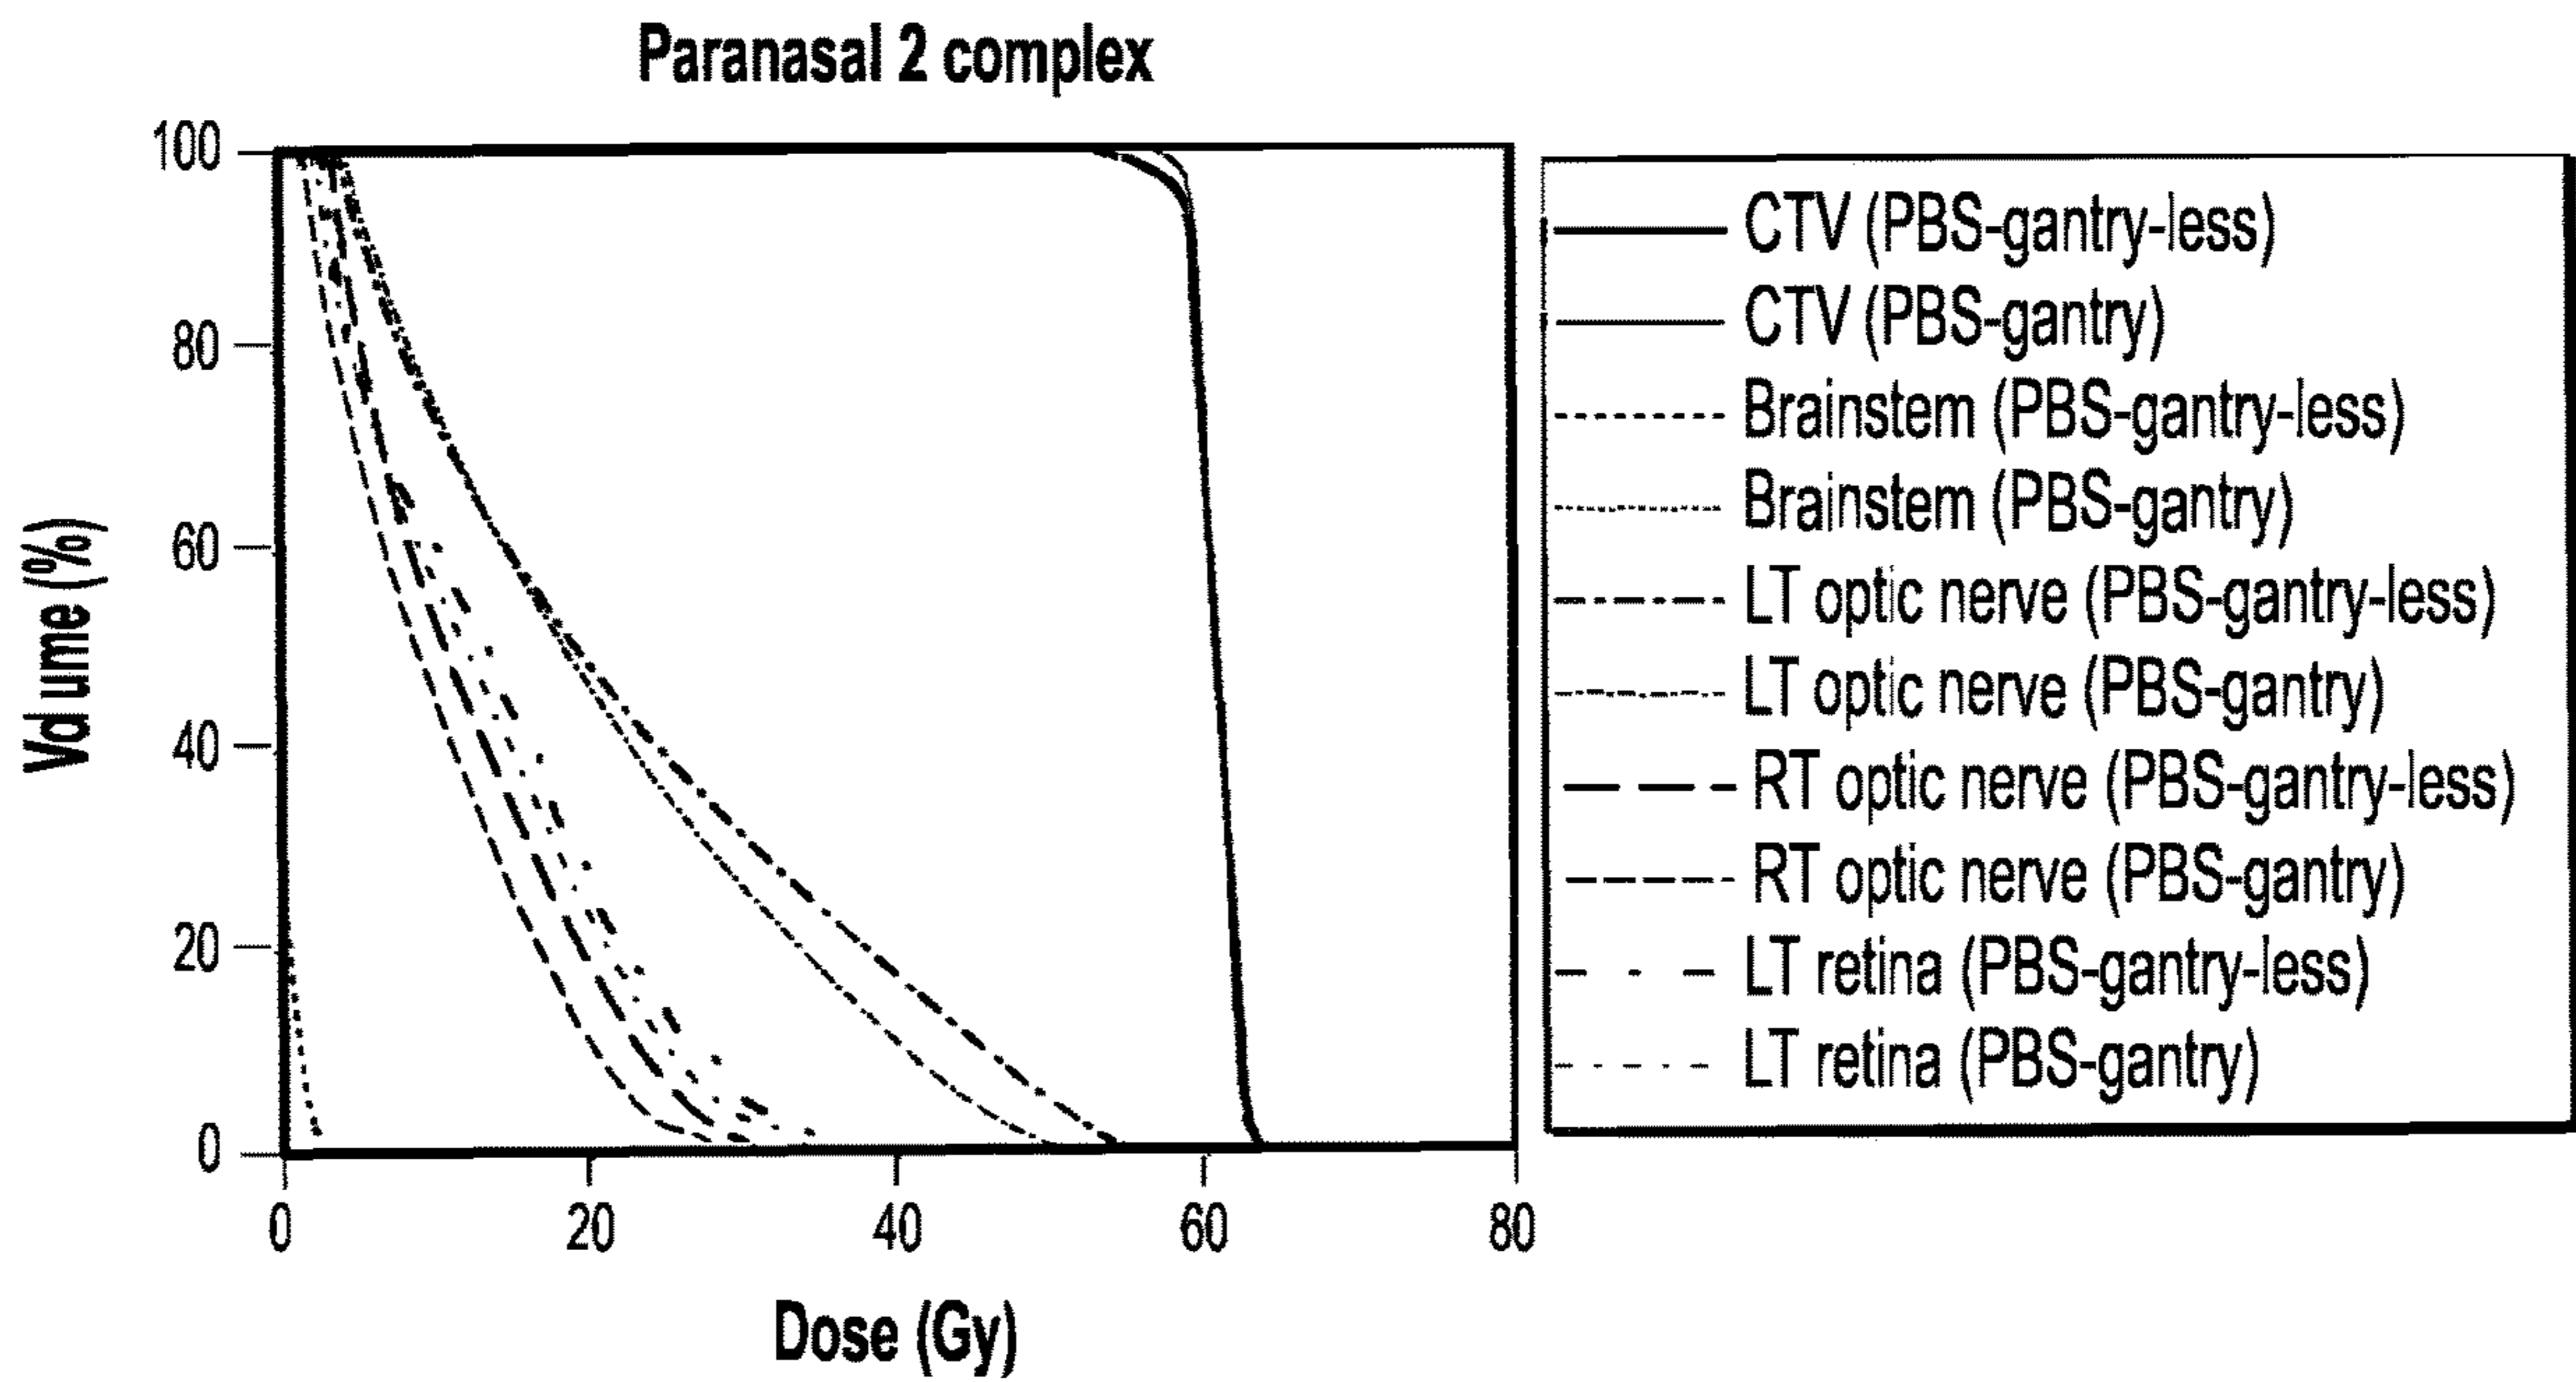 Paranasal 2 complex
100
80
60
40
20
0
Vd ume (%)
0 20 40 60 80
Dose (Gy)
CTV (PBS-gantry-less)
CTV (PBS-gantry)
Brainstem (PBS-gantry-less)
Brainstem (PBS-gantry)
LT optic nerve (PBS-gantry-less)
LT optic nerve (PBS-gantry)
RT optic nerve (PBS-gantry-less)
RT optic nerve (PBS-gantry)
LT retina (PBS-gantry-less)
LT retina (PBS-gantry)